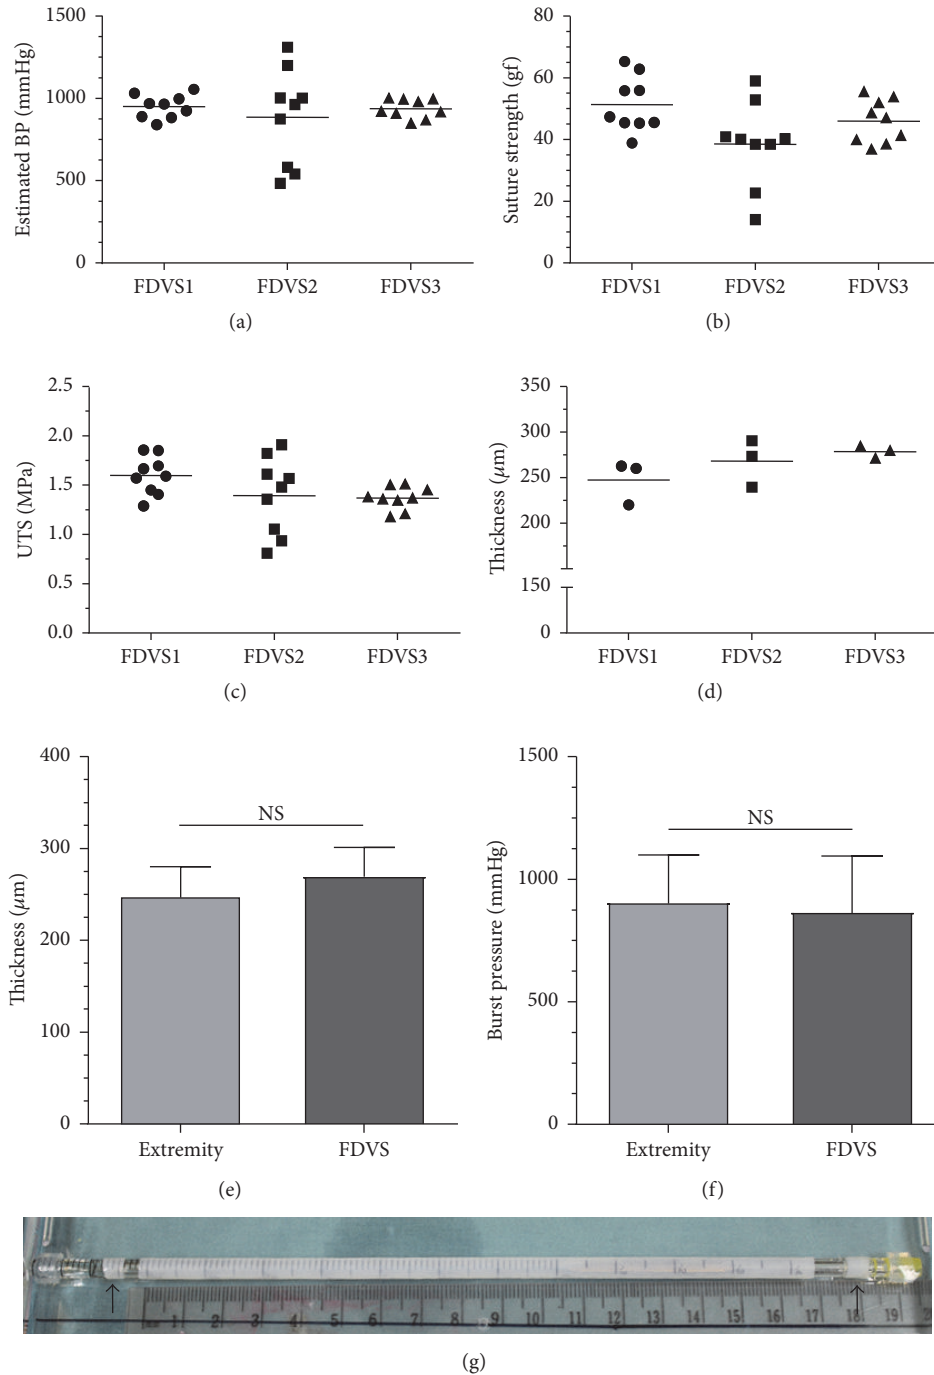 1500
1000
500
0
Estimated BP (mmHg)
FDVS1 FDVS2 FDVS3
(a)
80
60
40
20
0
Suture strength (gf)
FDVS1 FDVS2 FDVS3
(b)
2.5
2.0
1.5
1.0
0.5
0.0
UTS (MPa)
FDVS1 FDVS2 FDVS3
(c)
350
300
250
200
150
0
Thickness (μm)
FDVS1 FDVS2 FDVS3
(d)
400
300
200
100
0
Thickness (μm)
NS
Extremity FDVS
(e)
1500
1000
500
0
Burst pressure (mmHg)
NS
Extremity FDVS
(f)
1 2 3 4 5 6 7 8 9 10 11 12 13 14 15 16 17 18 19
(g)